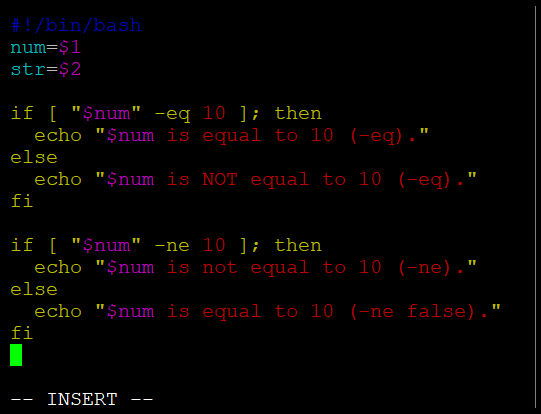 #!/bin/bash
num=$1
str=$2

if [ "$num" -eq 10 ]; then
  echo "$num is equal to 10 (-eq)."
else
  echo "$num is NOT equal to 10 (-eq)."
fi

if [ "$num" -ne 10 ]; then
  echo "$num is not equal to 10 (-ne)."
else
  echo "$num is equal to 10 (-ne false)."
fi

-- INSERT --